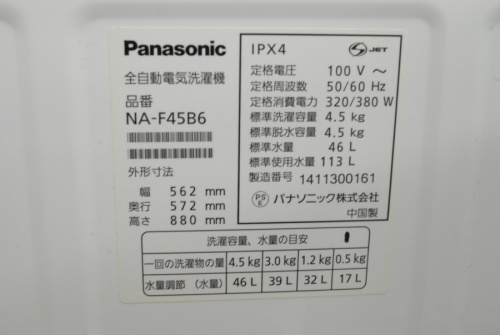 Panasonic
全自動電気洗濯機
品番
NA-F45B6
外形寸法
幅 562 mm
奥行 572 mm
高さ 880 mm
IPX4
JET
定格電圧 100 V ～
定格周波数 50/60 Hz
定格消費電力 320/380 W
標準洗濯容量 4.5 kg
標準脱水容量 4.5 kg
標準水量 46 L
標準使用水量 113 L
製造番号 1411300161
PS E パナソニック株式会社
中国製
洗濯容量、水量の目安
一回の洗濯物の量 4.5 kg 3.0 kg 1.2 kg 0.5 kg
水量調節 (水量) 46 L 39 L 32 L 17 L